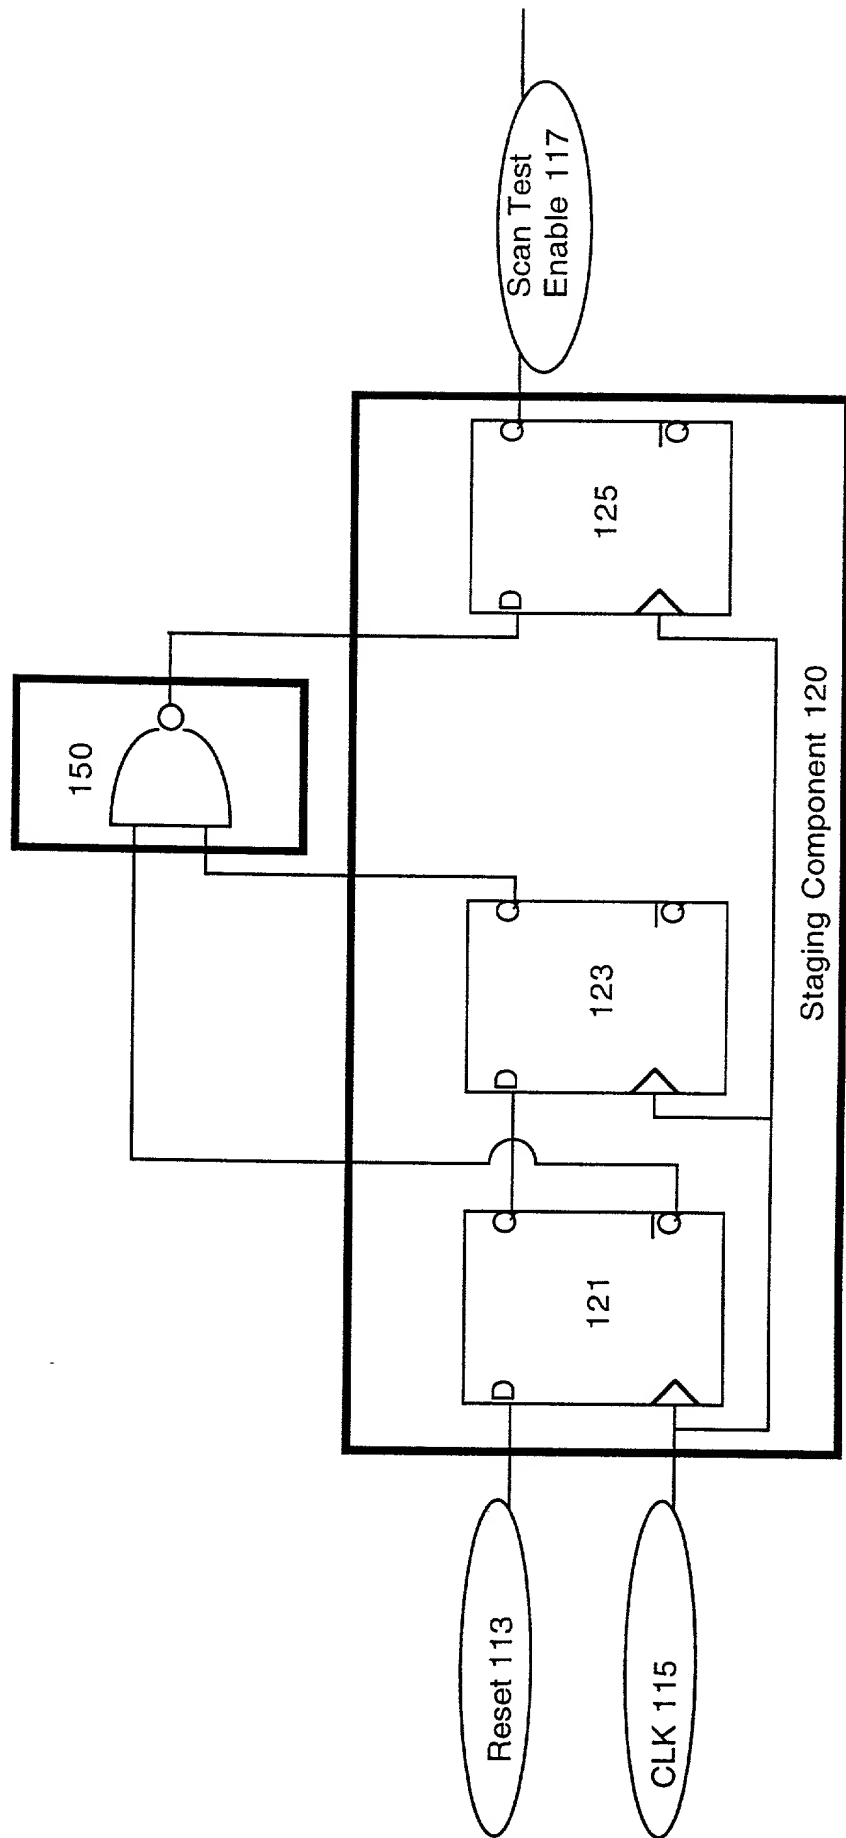 Reset 113
CLK 115
D
Q
Q
121
D
Q
Q
123
150
D
Q
Q
125
Staging Component 120
Scan Test
Enable 117